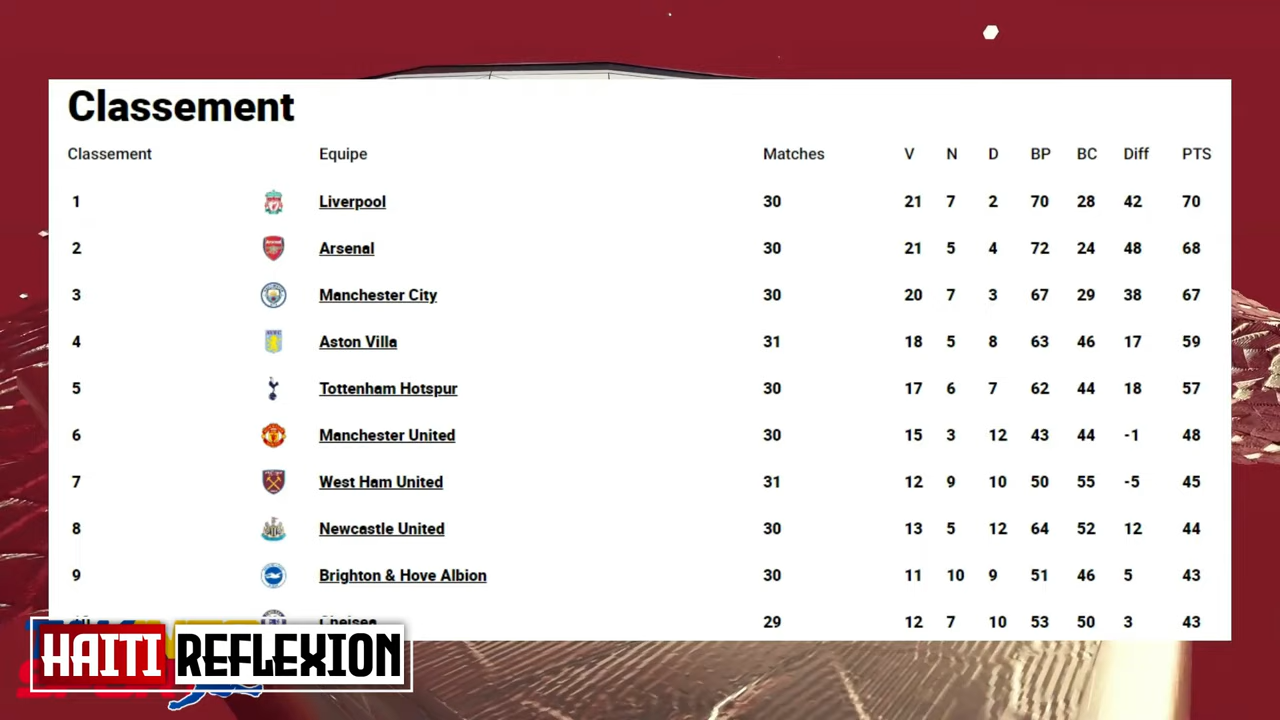 Classement
Classement Equipe Matches V N D BP BC Diff PTS
1 Liverpool 30 21 7 2 70 28 42 70
2 Arsenal 30 21 5 4 72 24 48 68
3 Manchester City 30 20 7 3 67 29 38 67
4 Aston Villa 31 18 5 8 63 46 17 59
5 Tottenham Hotspur 30 17 6 7 62 44 18 57
6 Manchester United 30 15 3 12 43 44 -1 48
7 West Ham United 31 12 9 10 50 55 -5 45
8 Newcastle United 30 13 5 12 64 52 12 44
9 Brighton & Hove Albion 30 11 10 9 51 46 5 43
Chelsea 29 12 7 10 53 50 3 43
HAITI REFLEXION